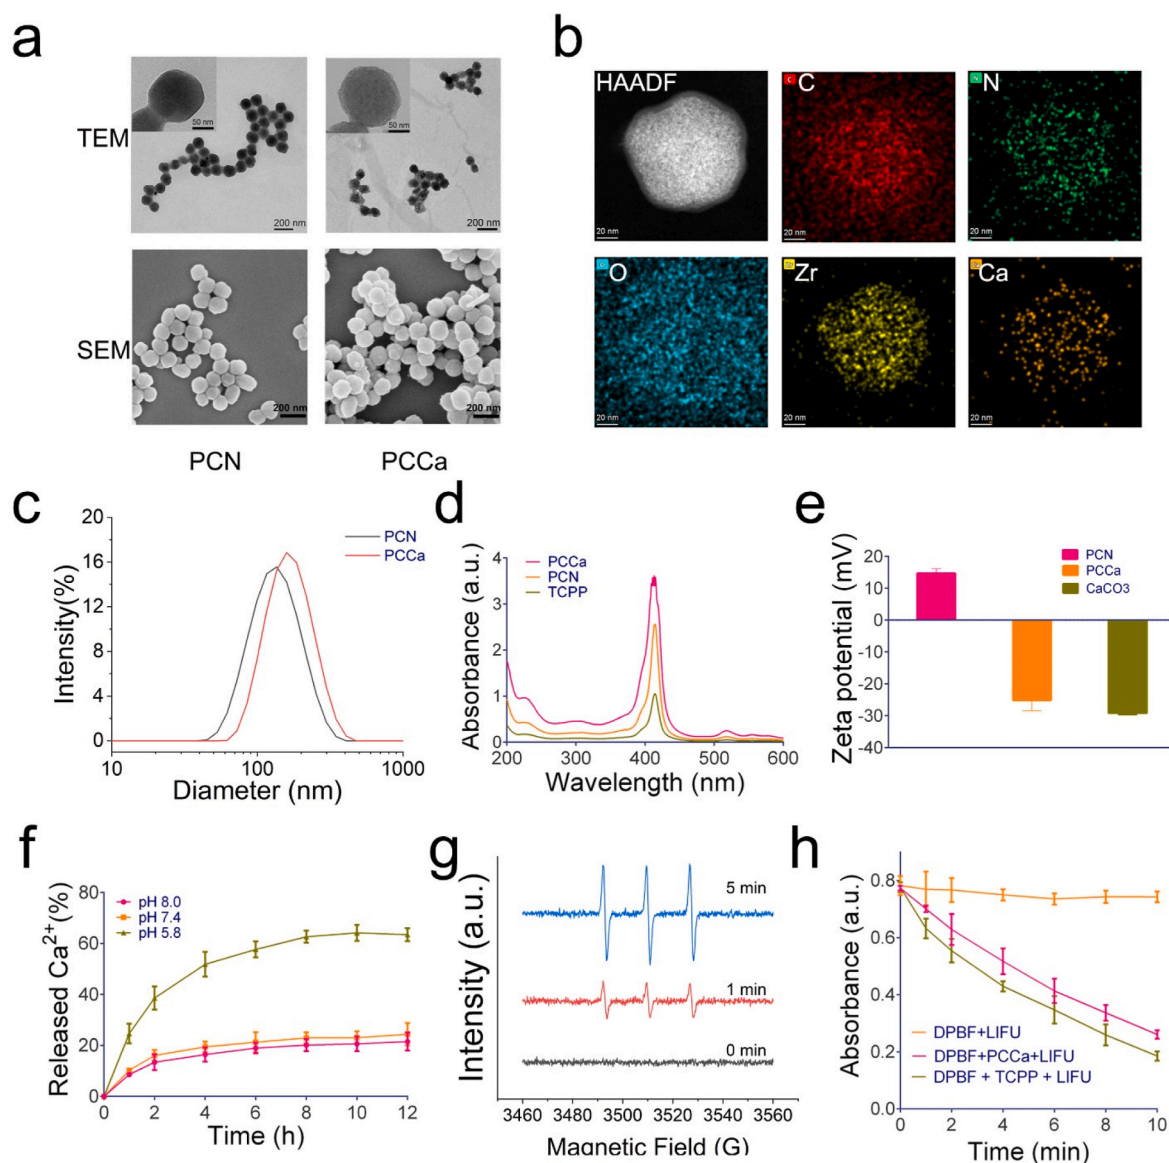 a
TEM
50 nm
200 nm
50 nm
200 nm
SEM
200 nm
200 nm
PCN
PCCa
b
HAADF
20 nm
C
C
20 nm
N
N
20 nm
O
20 nm
Zr
20 nm
Ca
20 nm
c
Intensity(%)
20
16
12
8
4
0
PCN
PCCa
10
100
1000
Diameter (nm)
d
Absorbance (a.u.)
4
3
2
1
0
PCCa
PCN
TCPP
200
300
400
500
600
Wavelength (nm)
e
Zeta potential (mV)
20
10
0
-10
-20
-30
-40
PCN
PCCa
CaCO3
f
Released Ca2+(%)
80
60
40
20
0
pH 8.0
pH 7.4
pH 5.8
0
2
4
6
8
10
12
Time (h)
g
Intensity (a.u.)
5 min
1 min
0 min
3460
3480
3500
3520
3540
3560
Magnetic Field (G)
h
Absorbance (a.u.)
0.8
0.6
0.4
0.2
0.0
DPBF+LIFU
DPBF+PCCa+LIFU
DPBF + TCPP + LIFU
0
2
4
6
8
10
Time (min)